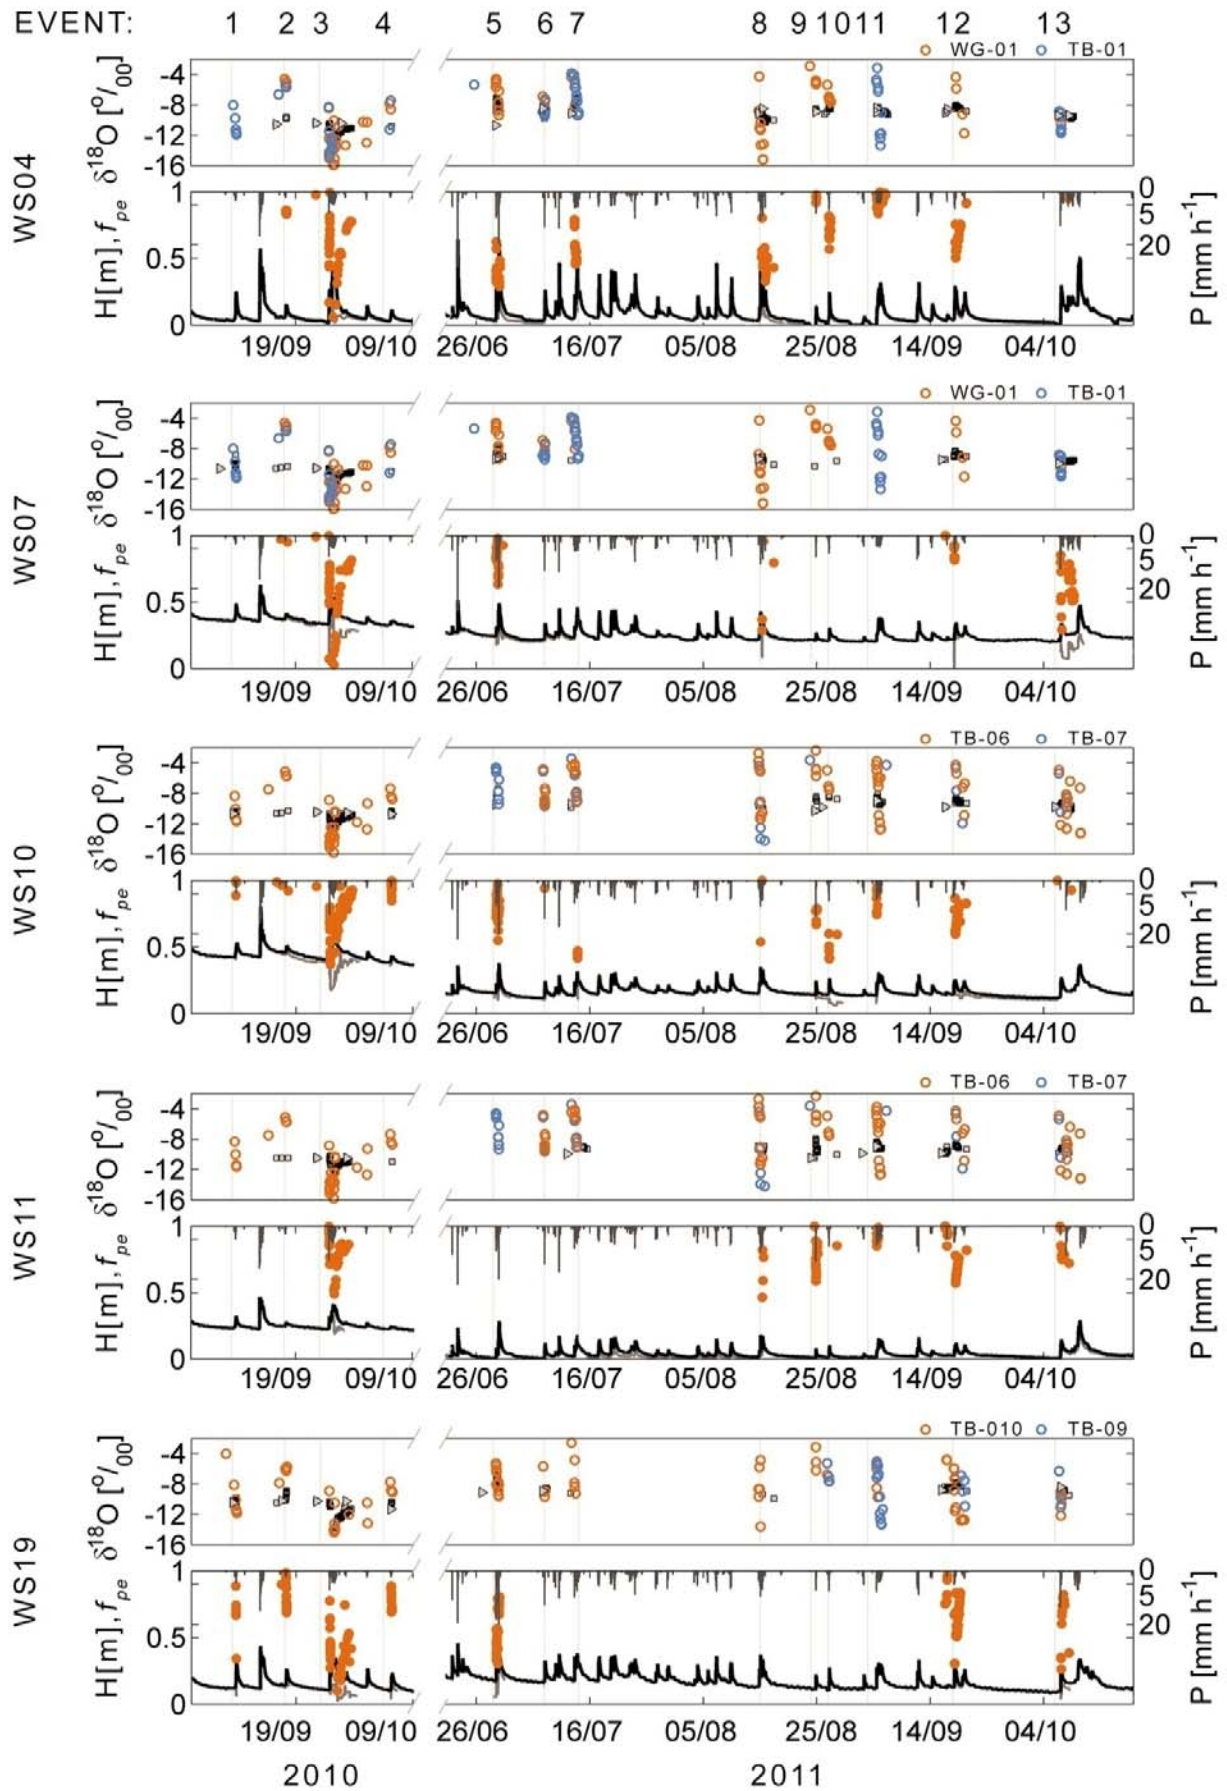 EVENT: 1 2 3 4 5 6 7 8 9 10 11 12 13
WG-01 TB-01
-4
-8
-12
-16
δ18O [o/00]
WS04
1
0.5
0
H[m], fpe
0
5
20
P [mm h-1]
19/09 09/10 26/06 16/07 05/08 25/08 14/09 04/10
WG-01 TB-01
-4
-8
-12
-16
δ18O [o/00]
WS07
1
0.5
0
H[m], fpe
0
5
20
P [mm h-1]
19/09 09/10 26/06 16/07 05/08 25/08 14/09 04/10
TB-06 TB-07
-4
-8
-12
-16
δ18O [o/00]
WS10
1
0.5
0
H[m], fpe
0
5
20
P [mm h-1]
19/09 09/10 26/06 16/07 05/08 25/08 14/09 04/10
TB-06 TB-07
-4
-8
-12
-16
δ18O [o/00]
WS11
1
0.5
0
H[m], fpe
0
5
20
P [mm h-1]
19/09 09/10 26/06 16/07 05/08 25/08 14/09 04/10
TB-010 TB-09
-4
-8
-12
-16
δ18O [o/00]
WS19
1
0.5
0
H[m], fpe
0
5
20
P [mm h-1]
19/09 09/10 26/06 16/07 05/08 25/08 14/09 04/10
2010 2011